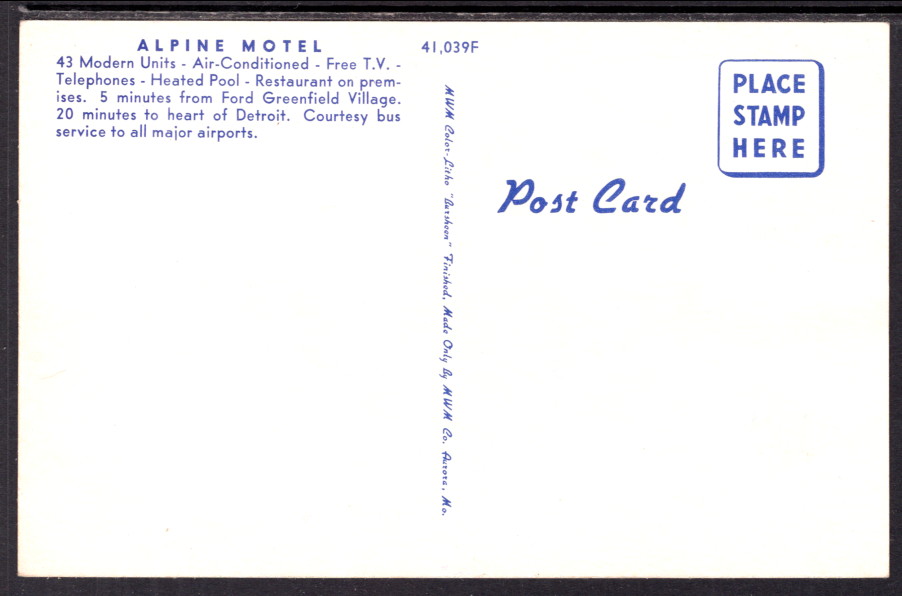 ALPINE MOTEL
43 Modern Units - Air-Conditioned - Free T.V. -
Telephones - Heated Pool - Restaurant on prem-
ises. 5 minutes from Ford Greenfield Village.
20 minutes to heart of Detroit. Courtesy bus
service to all major airports.
41,039F
MWM Color-Litho "Aursheen" Finished, Made Only By MWM Co. Aurora, Mo.
PLACE
STAMP
HERE
Post Card